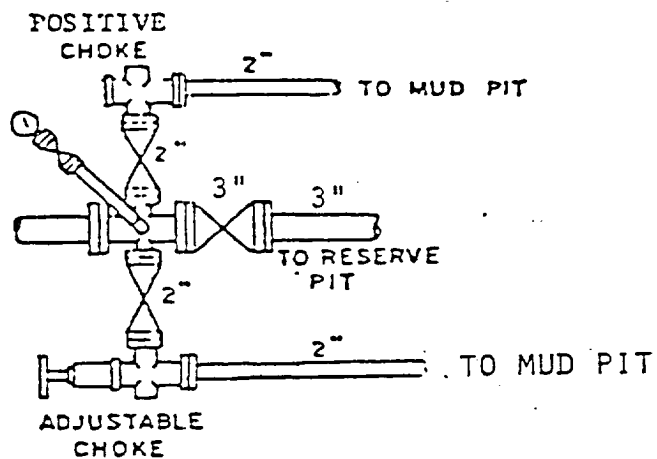 POSITIVE
CHOKE
2"
TO MUD PIT
2"
3"
3"
TO RESERVE
PIT
2"
2"
TO MUD PIT
ADJUSTABLE
CHOKE